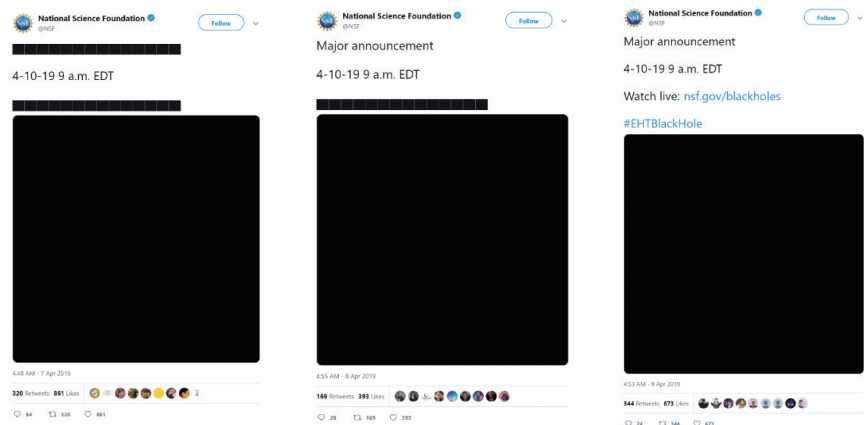 National Science Foundation
@NSF
Follow
4-10-19 9 a.m. EDT
4:48 AM - 7 Apr 2019
320 Retweets 861 Likes
64 320 861
National Science Foundation
@NSF
Follow
Major announcement
4-10-19 9 a.m. EDT
4:55 AM - 8 Apr 2019
169 Retweets 393 Likes
28 169 393
National Science Foundation
@NSF
Follow
Major announcement
4-10-19 9 a.m. EDT
Watch live: nsf.gov/blackholes
#EHTBlackHole
4:53 AM - 9 Apr 2019
344 Retweets 673 Likes
24 344 673